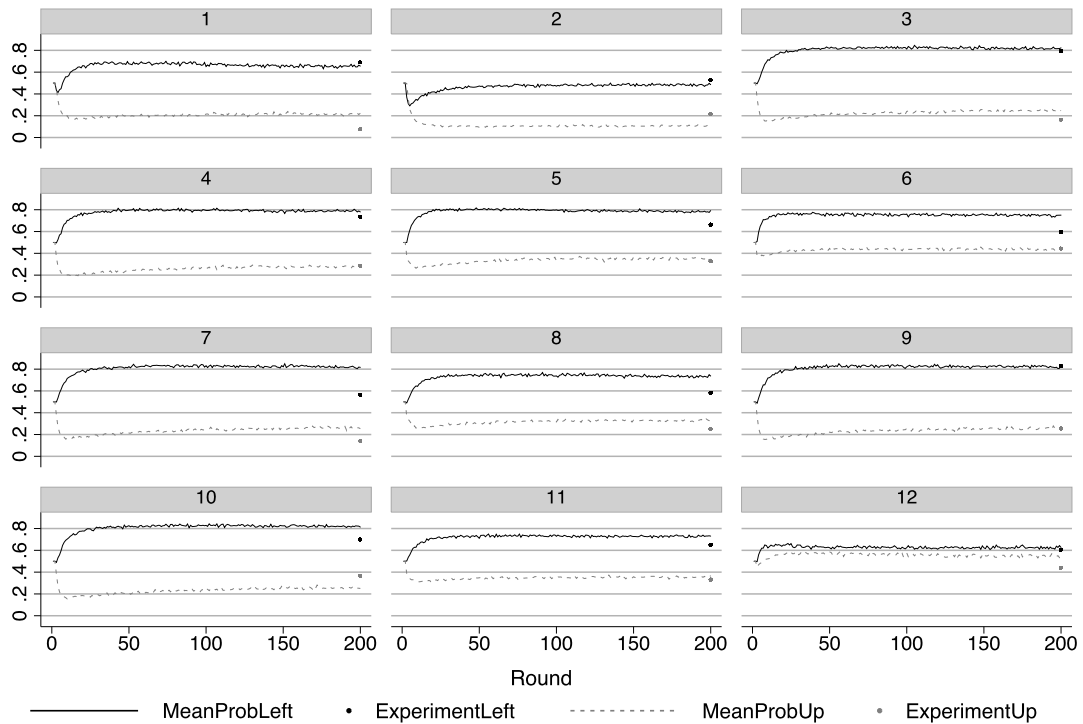 1 2 3
0 .2 .4 .6 .8
4 5 6
0 .2 .4 .6 .8
7 8 9
0 .2 .4 .6 .8
10 11 12
0 .2 .4 .6 .8
0 50 100 150 200 0 50 100 150 200 0 50 100 150 200
Round
MeanProbLeft ExperimentLeft MeanProbUp ExperimentUp